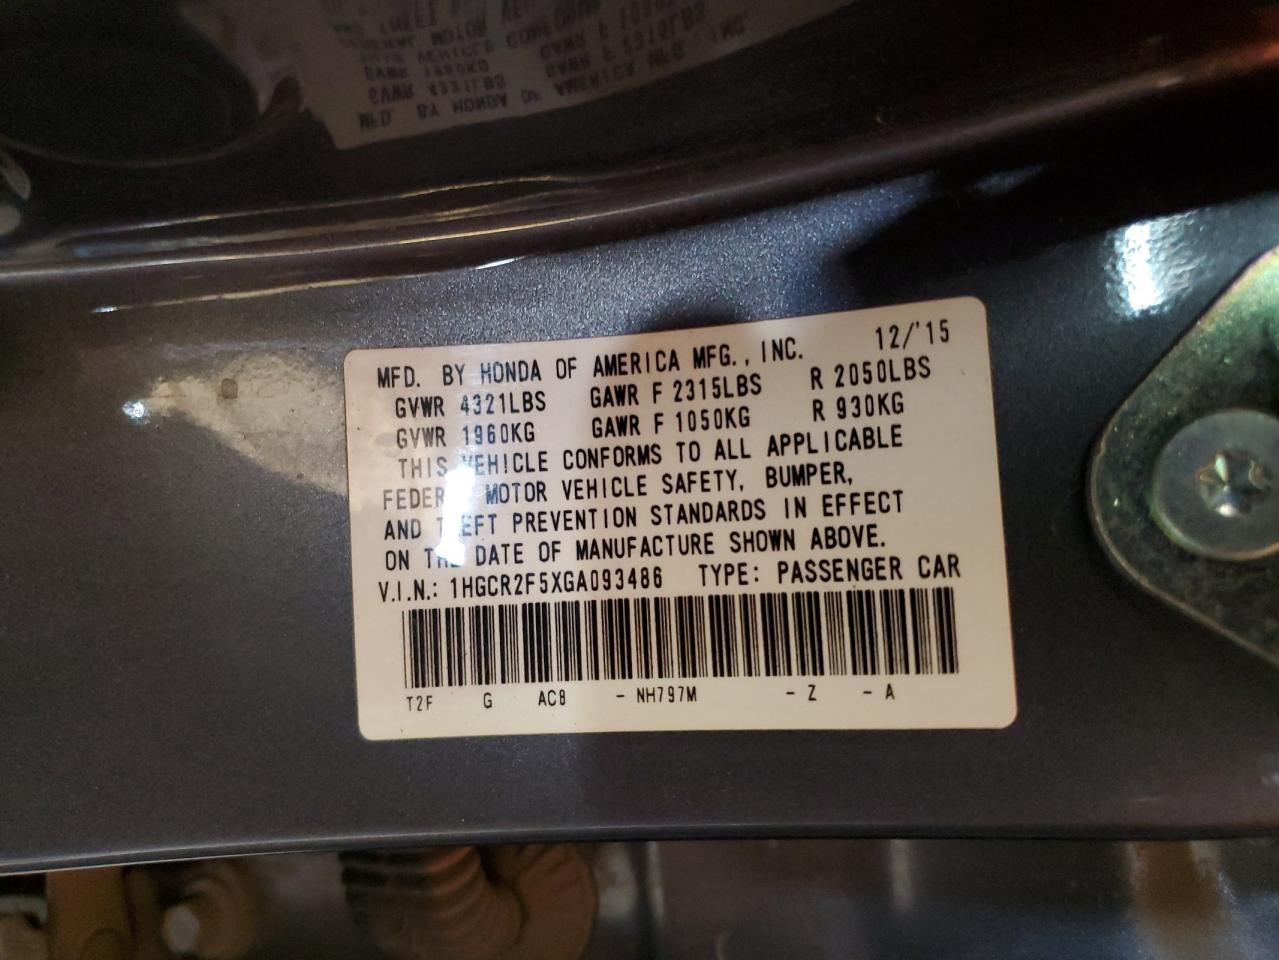 MFD. BY HONDA OF AMERICA MFG., INC. 12/'15
GVWR 4321LBS GAWR F 2315LBS R 2050LBS
GVWR 1960KG GAWR F 1050KG R 930KG
THIS VEHICLE CONFORMS TO ALL APPLICABLE
MOTOR VEHICLE SAFETY, BUMPER,
AND PREVENTION STANDARDS IN EFFECT
ON DATE OF MANUFACTURE SHOWN ABOVE.
V.I.N.: 1HGCR2F5XGA093486 TYPE: PASSENGER CAR
T2F G AC8 - NH797M - Z - A